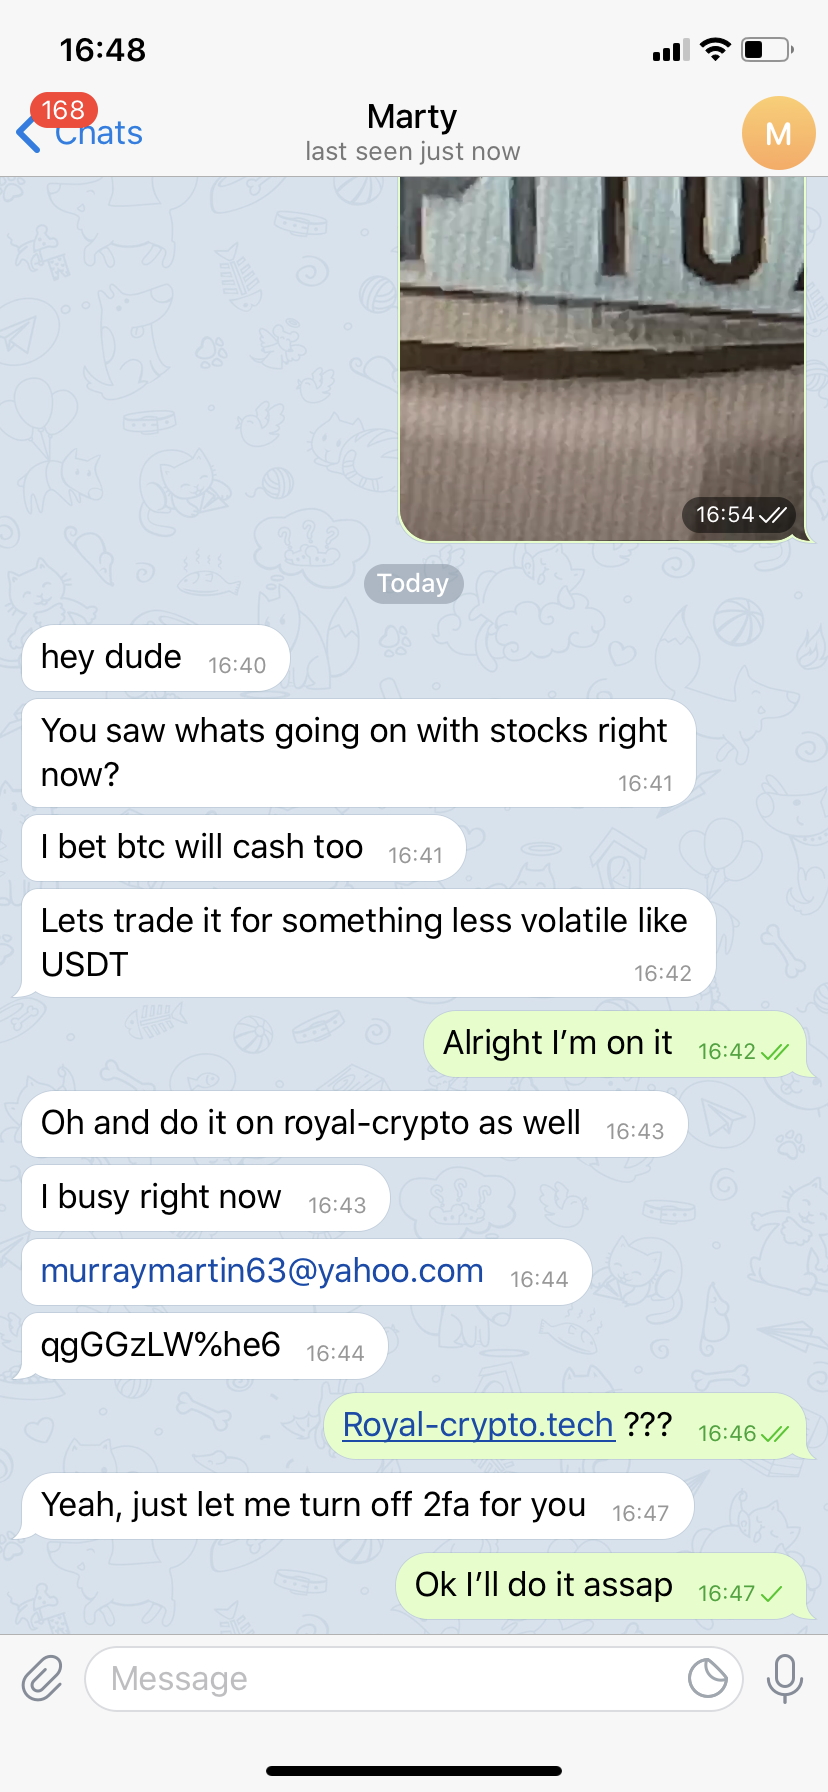 16:48
168
Chats
Marty
last seen just now
M
16:54
Today
hey dude 16:40
You saw whats going on with stocks right
now? 16:41
I bet btc will cash too 16:41
Lets trade it for something less volatile like
USDT 16:42
Alright I’m on it 16:42
Oh and do it on royal-crypto as well 16:43
I busy right now 16:43
murraymartin63@yahoo.com 16:44
qgGGzLW%he6 16:44
Royal-crypto.tech ??? 16:46
Yeah, just let me turn off 2fa for you 16:47
Ok I’ll do it assap 16:47
Message